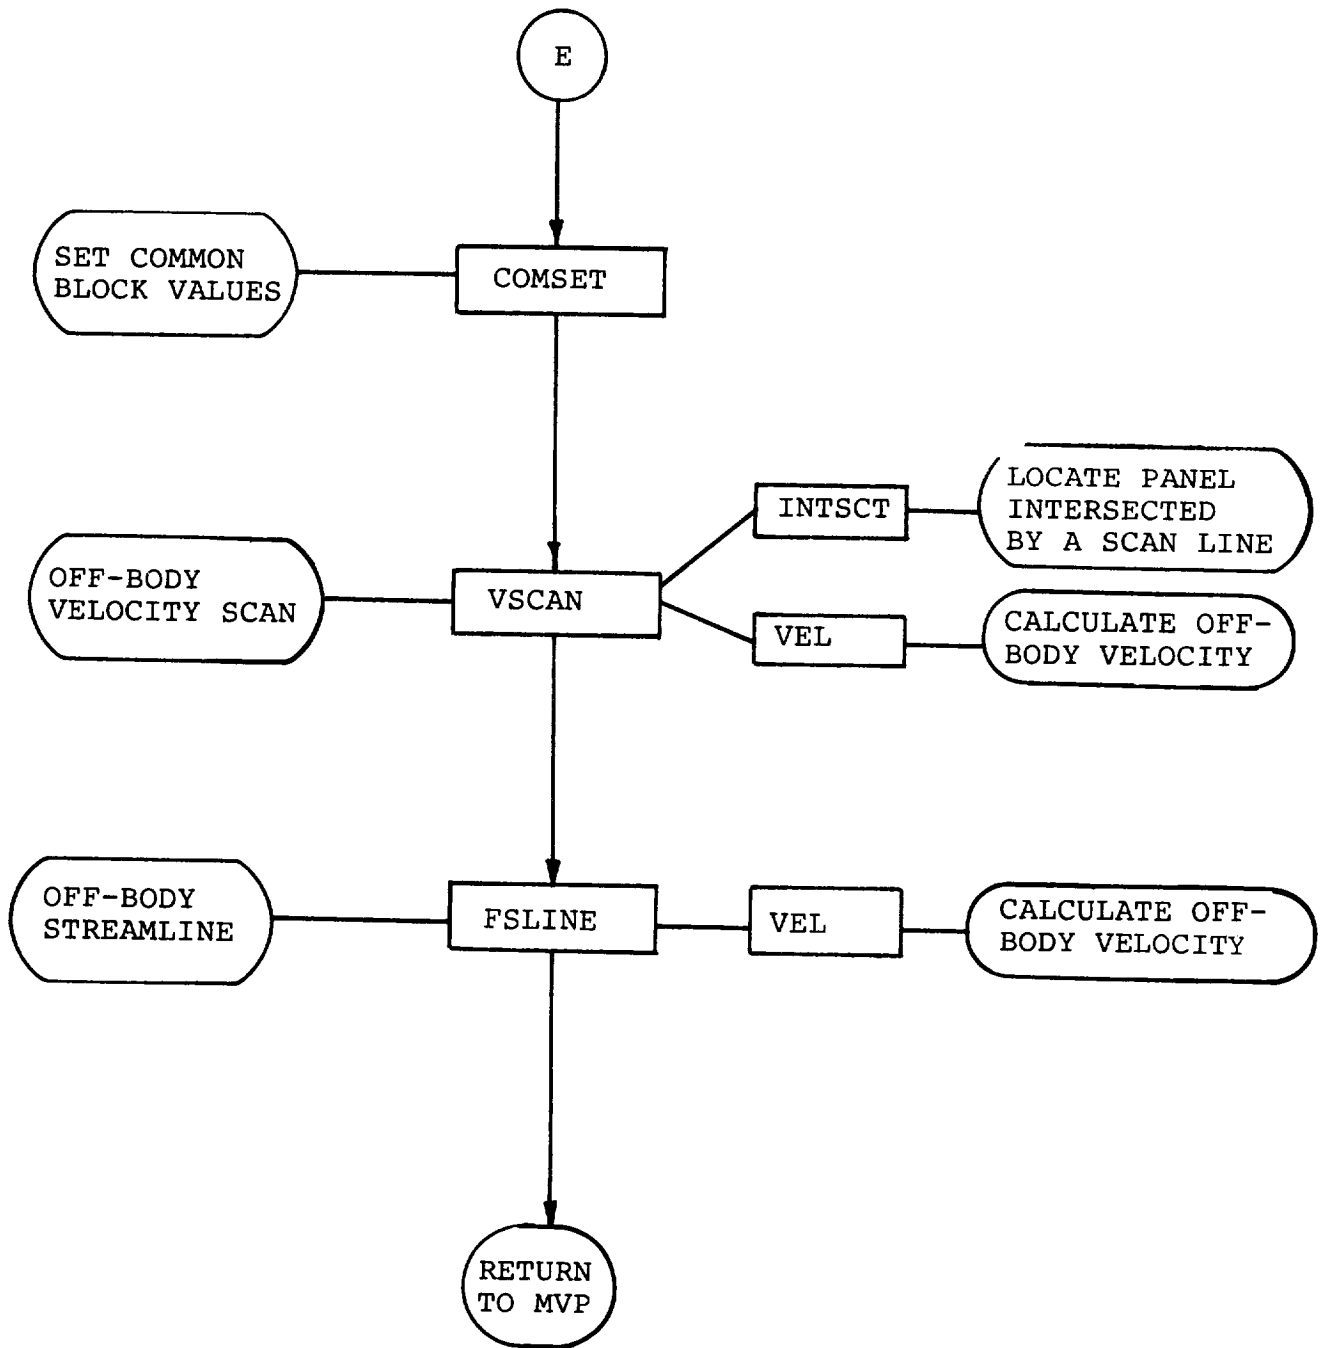 E
SET COMMON
BLOCK VALUES
COMSET
INTSCT
LOCATE PANEL
INTERSECTED
BY A SCAN LINE
OFF-BODY
VELOCITY SCAN
VSCAN
VEL
CALCULATE OFF-
BODY VELOCITY
OFF-BODY
STREAMLINE
FSLINE
VEL
CALCULATE OFF-
BODY VELOCITY
RETURN
TO MVP